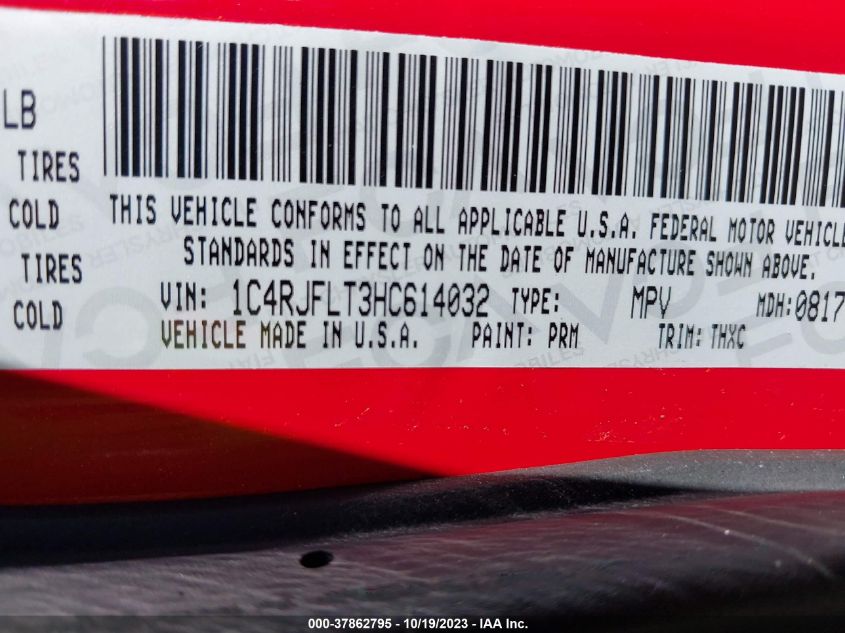 LB
TIRES
COLD
TIRES
COLD
THIS VEHICLE CONFORMS TO ALL APPLICABLE U.S.A. FEDERAL MOTOR VEHICLE
STANDARDS IN EFFECT ON THE DATE OF MANUFACTURE SHOWN ABOVE.
VIN: 1C4RJFLT3HC614032 TYPE: MPV MDH:0817
VEHICLE MADE IN U.S.A. PAINT: PRM TRIM: THXC
000-37862795 - 10/19/2023 - IAA Inc.